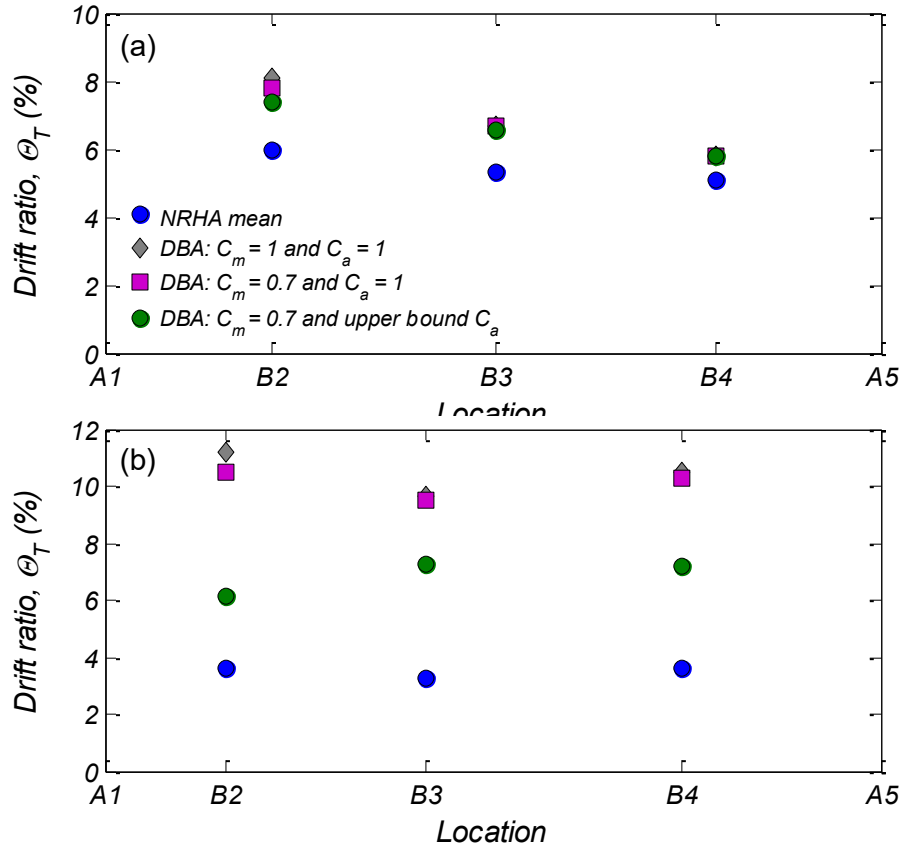 10
(a)
8
6
4
2
0
Drift ratio, Θ_T (%)
NRHA mean
DBA: C_m = 1 and C_a = 1
DBA: C_m = 0.7 and C_a = 1
DBA: C_m = 0.7 and upper bound C_a
A1 B2 B3 B4 A5
Location
12
(b)
10
8
6
4
2
0
Drift ratio, Θ_T (%)
A1 B2 B3 B4 A5
Location